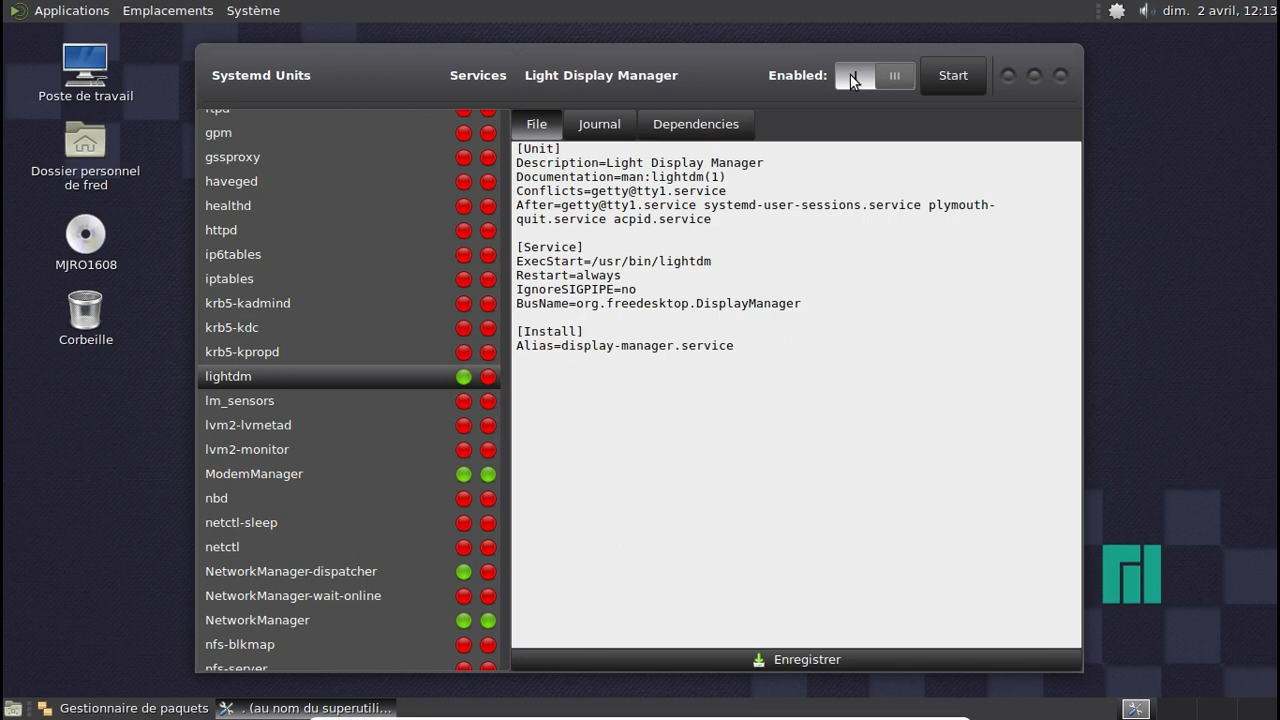 Applications Emplacements Système dim. 2 avril, 12:13
Poste de travail
Dossier personnel
de fred
MJRO1608
Corbeille
Systemd Units Services Light Display Manager Enabled: Start
File Journal Dependencies
ftpd
gpm
gssproxy
haveged
healthd
httpd
ip6tables
iptables
krb5-kadmind
krb5-kdc
krb5-kpropd
lightdm
lm_sensors
lvm2-lvmetad
lvm2-monitor
ModemManager
nbd
netctl-sleep
netctl
NetworkManager-dispatcher
NetworkManager-wait-online
NetworkManager
nfs-blkmap
nfs-server
[Unit]
Description=Light Display Manager
Documentation=man:lightdm(1)
Conflicts=getty@tty1.service
After=getty@tty1.service systemd-user-sessions.service plymouth-
quit.service acpid.service
[Service]
ExecStart=/usr/bin/lightdm
Restart=always
IgnoreSIGPIPE=no
BusName=org.freedesktop.DisplayManager
[Install]
Alias=display-manager.service
Enregistrer
Gestionnaire de paquets . (au nom du superutili...